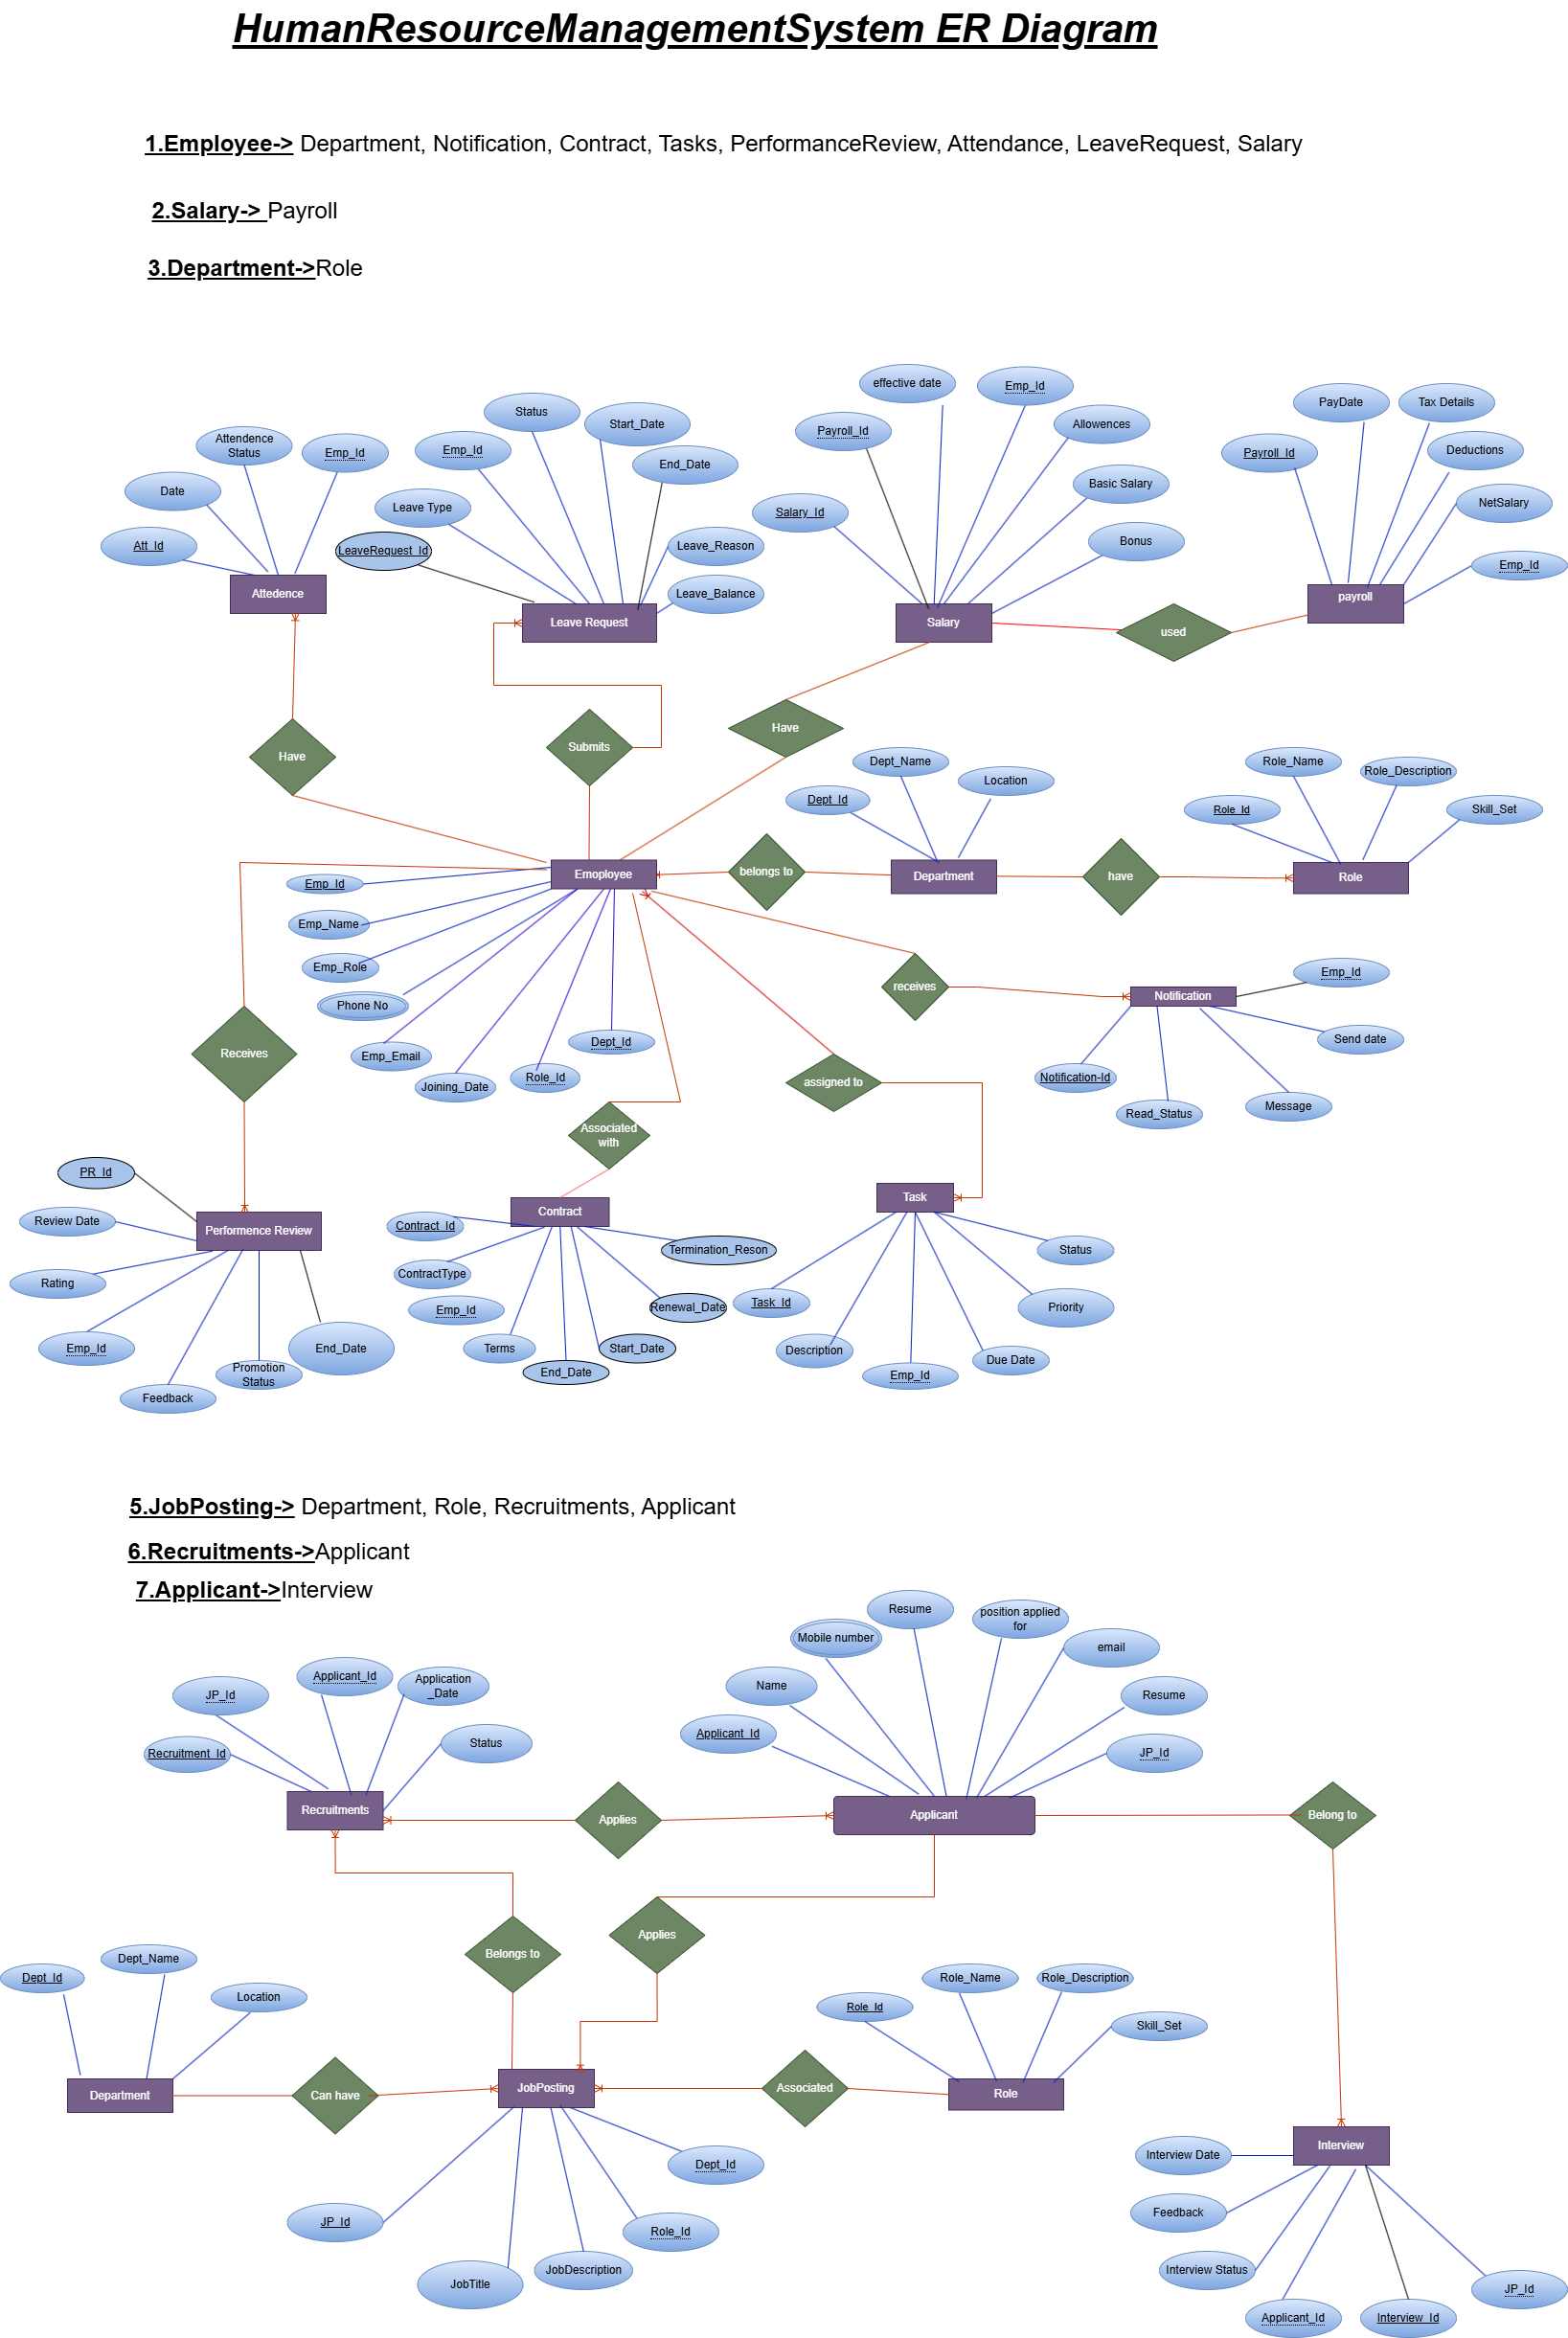 HumanResourceManagementSystem ER Diagram
1.Employee-> Department, Notification, Contract, Tasks, PerformanceReview, Attendance, LeaveRequest, Salary
2.Salary-> Payroll
3.Department->Role
Attendence
Status
Emp_Id
Date
Att_Id
Attedence
Status
Start_Date
Emp_Id
End_Date
Leave Type
LeaveRequest_Id
Leave_Reason
Leave_Balance
Leave Request
effective date
Emp_Id
Payroll_Id
Allowences
Basic Salary
Salary_Id
Bonus
Salary
used
PayDate
Tax Details
Payroll_Id
Deductions
NetSalary
Emp_Id
payroll
Have
Submits
Have
Dept_Name
Location
Dept_Id
Role_Name
Role_Description
Role_Id
Skill_Set
Emoployee
belongs to
Department
have
Role
Emp_Id
Emp_Name
Emp_Role
Phone No
Emp_Email
Joining_Date
Role_Id
Dept_Id
receives
Notification
Emp_Id
Send date
Notification-Id
Read_Status
Message
Receives
assigned to
Associated
with
PR_Id
Review Date
Performence Review
Rating
Emp_Id
Feedback
Promotion
Status
End_Date
Contract
Contract_Id
ContractType
Emp_Id
Terms
End_Date
Start_Date
Renewal_Date
Termination_Reson
Task
Status
Task_Id
Priority
Description
Emp_Id
Due Date
5.JobPosting-> Department, Role, Recruitments, Applicant
6.Recruitments->Applicant
7.Applicant->Interview
Resume
position applied
for
Mobile number
email
Name
Resume
Applicant_Id
JP_Id
Applicant_Id
Application
_Date
JP_Id
Status
Recruitment_Id
Recruitments
Applies
Applicant
Belong to
Belongs to
Applies
Dept_Name
Dept_Id
Location
Role_Name
Role_Description
Role_Id
Skill_Set
Department
Can have
JobPosting
Associated
Role
Dept_Id
JP_Id
Role_Id
JobTitle
JobDescription
Interview
Interview Date
Feedback
Interview Status
Applicant_Id
Interview_Id
JP_Id